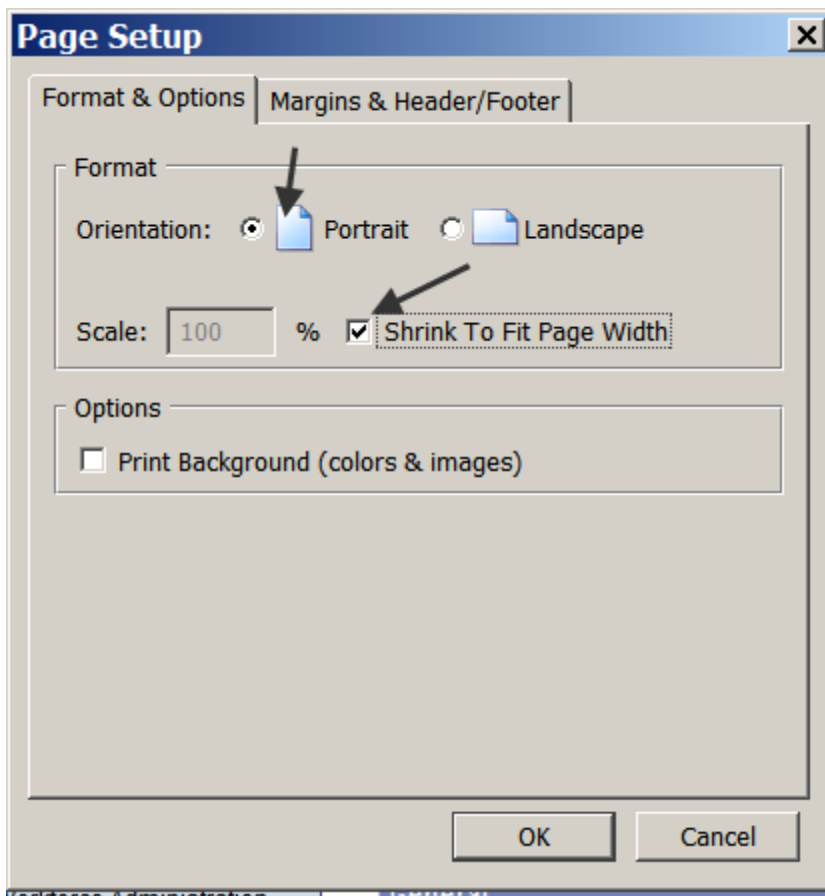 Page Setup
Format & Options
Margins & Header/Footer
Format
Orientation: Portrait Landscape
Scale: 100 % Shrink To Fit Page Width
Options
Print Background (colors & images)
OK Cancel